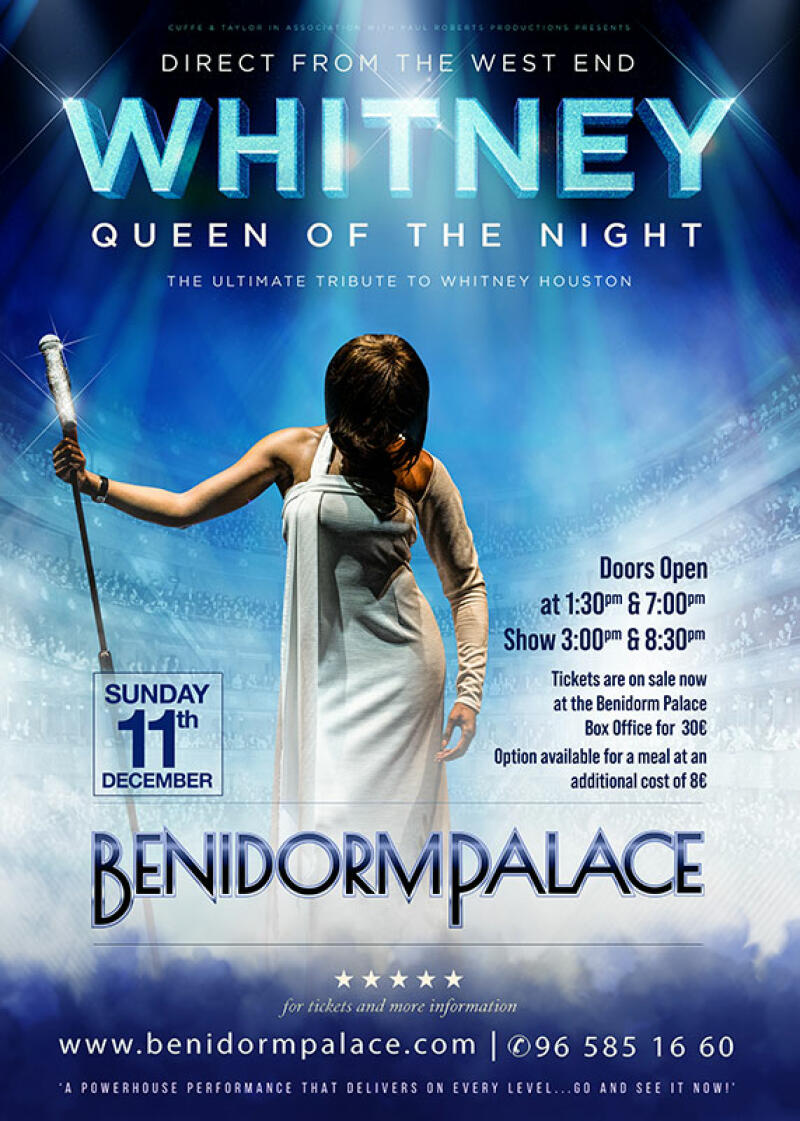 CUFFE & TAYLOR IN ASSOCIATION WITH PAUL ROBERTS PRODUCTIONS PRESENTS
DIRECT FROM THE WEST END
WHITNEY
QUEEN OF THE NIGHT
THE ULTIMATE TRIBUTE TO WHITNEY HOUSTON
Doors Open
at 1:30pm & 7:00pm
Show 3:00pm & 8:30pm
Tickets are on sale now
at the Benidorm Palace
Box Office for 30€
Option available for a meal at an
additional cost of 8€
SUNDAY
11th
DECEMBER
BENIDORM PALACE
for tickets and more information
www.benidormpalace.com | ✆96 585 16 60
'A POWERHOUSE PERFORMANCE THAT DELIVERS ON EVERY LEVEL...GO AND SEE IT NOW!'